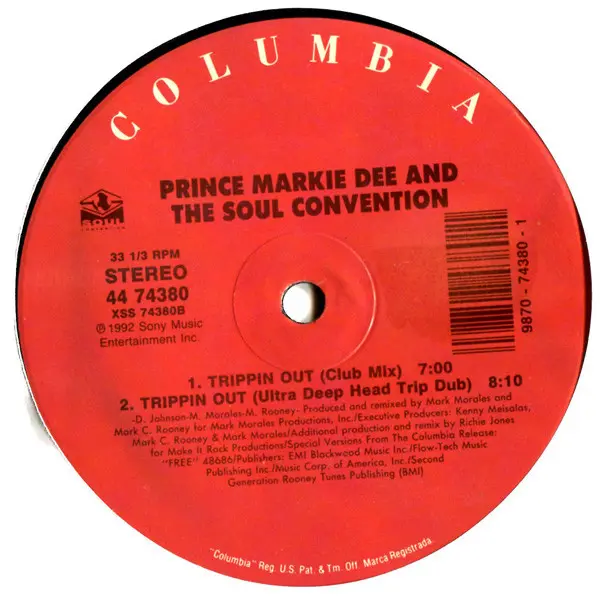 COLUMBIA
PRINCE MARKIE DEE AND
THE SOUL CONVENTION
SOUL
33 1/3 RPM
STEREO
44 74380
XSS 74380B
℗ 1992 Sony Music
Entertainment Inc.
9870 - 74380 - 1
1. TRIPPIN OUT (Club Mix) 7:00
2. TRIPPIN OUT (Ultra Deep Head Trip Dub) 8:10
-D. Johnson-M. Morales-M. Rooney- Produced and remixed by Mark Morales and
Mark C. Rooney for Mark Morales Productions, Inc./Executive Producers: Kenny Meisalas,
Mark C. Rooney & Mark Morales/Additional production and remix by Richie Jones
for Make It Rock Productions/Special Versions From The Columbia Release:
"FREE" 48686/Publishers: EMI Blackwood Music Inc./Flow-Tech Music
Publishing Inc./Music Corp. of America, Inc./Second
Generation Rooney Tunes Publishing (BMI)
"Columbia" Reg. U.S. Pat. & Tm. Off. Marca Registrada.